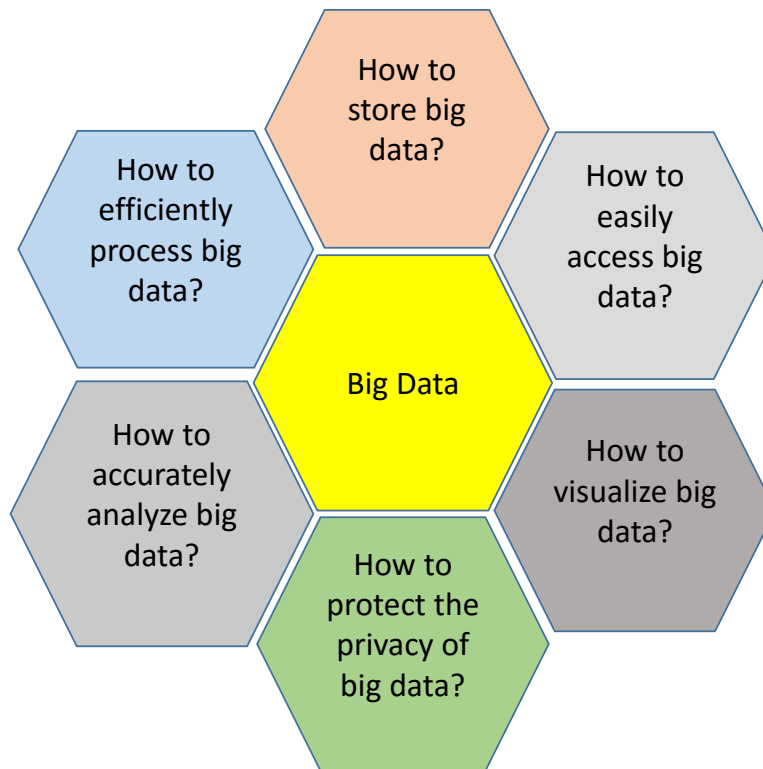 How to
store big
data?
How to
efficiently
process big
data?
How to
easily
access big
data?
Big Data
How to
accurately
analyze big
data?
How to
visualize big
data?
How to
protect the
privacy of
big data?